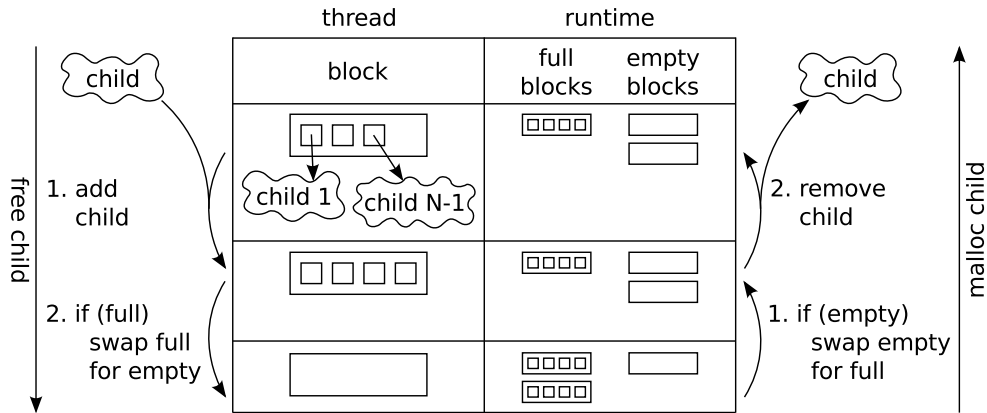 thread
runtime
block
full
blocks
empty
blocks
child
child
free child
1. add
child
child 1
child N-1
2. remove
child
malloc child
2. if (full)
swap full
for empty
1. if (empty)
swap empty
for full